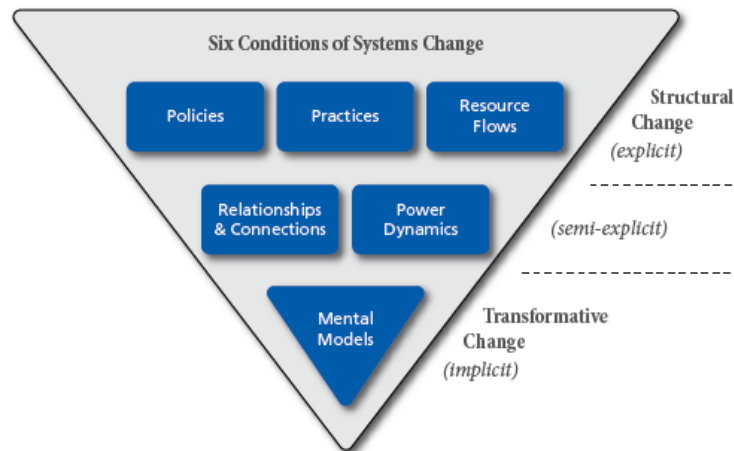 Six Conditions of Systems Change
Policies
Practices
Resource
Flows
Structural
Change
(explicit)
Relationships
& Connections
Power
Dynamics
(semi-explicit)
Mental
Models
Transformative
Change
(implicit)